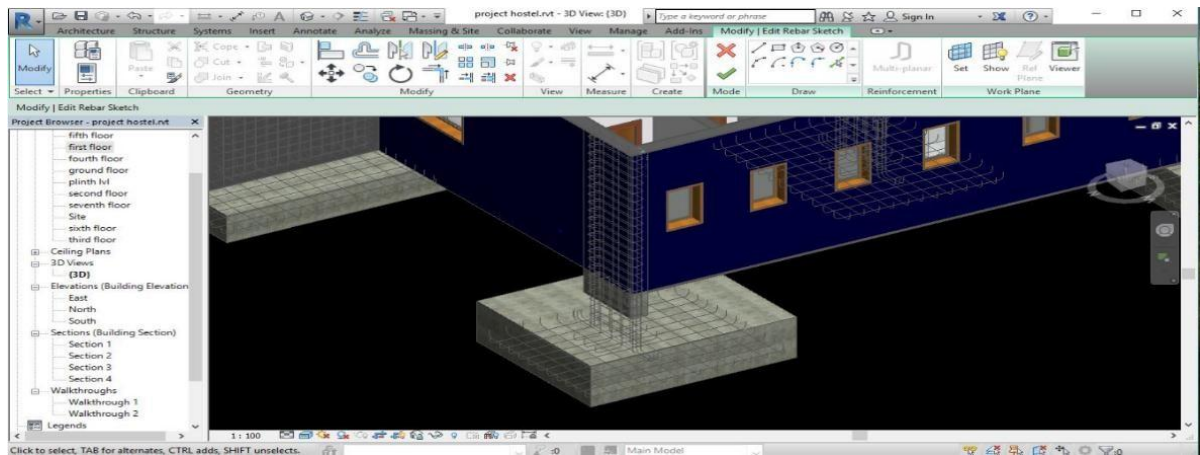 project hostel.rvt - 3D View: {3D}
Type a keyword or phrase
Sign In
Architecture Structure Systems Insert Annotate Analyze Massing & Site Collaborate View Manage Add-Ins Modify | Edit Rebar Sketch
Modify
Paste
Cope
Cut
Join
Multi-planar
Set Show Ref Plane Viewer
Select Properties Clipboard Geometry Modify View Measure Create Mode Draw Reinforcement Work Plane
Modify | Edit Rebar Sketch
Project Browser - project hostel.rvt
fifth floor
first floor
fourth floor
ground floor
plinth lvl
second floor
seventh floor
Site
sixth floor
third floor
Ceiling Plans
3D Views
{3D}
Elevations (Building Elevation
East
North
South
Sections (Building Section)
Section 1
Section 2
Section 3
Section 4
Walkthroughs
Walkthrough 1
Walkthrough 2
Legends
1 : 100
Click to select, TAB for alternates, CTRL adds, SHIFT unselects.
:0
Main Model
:0